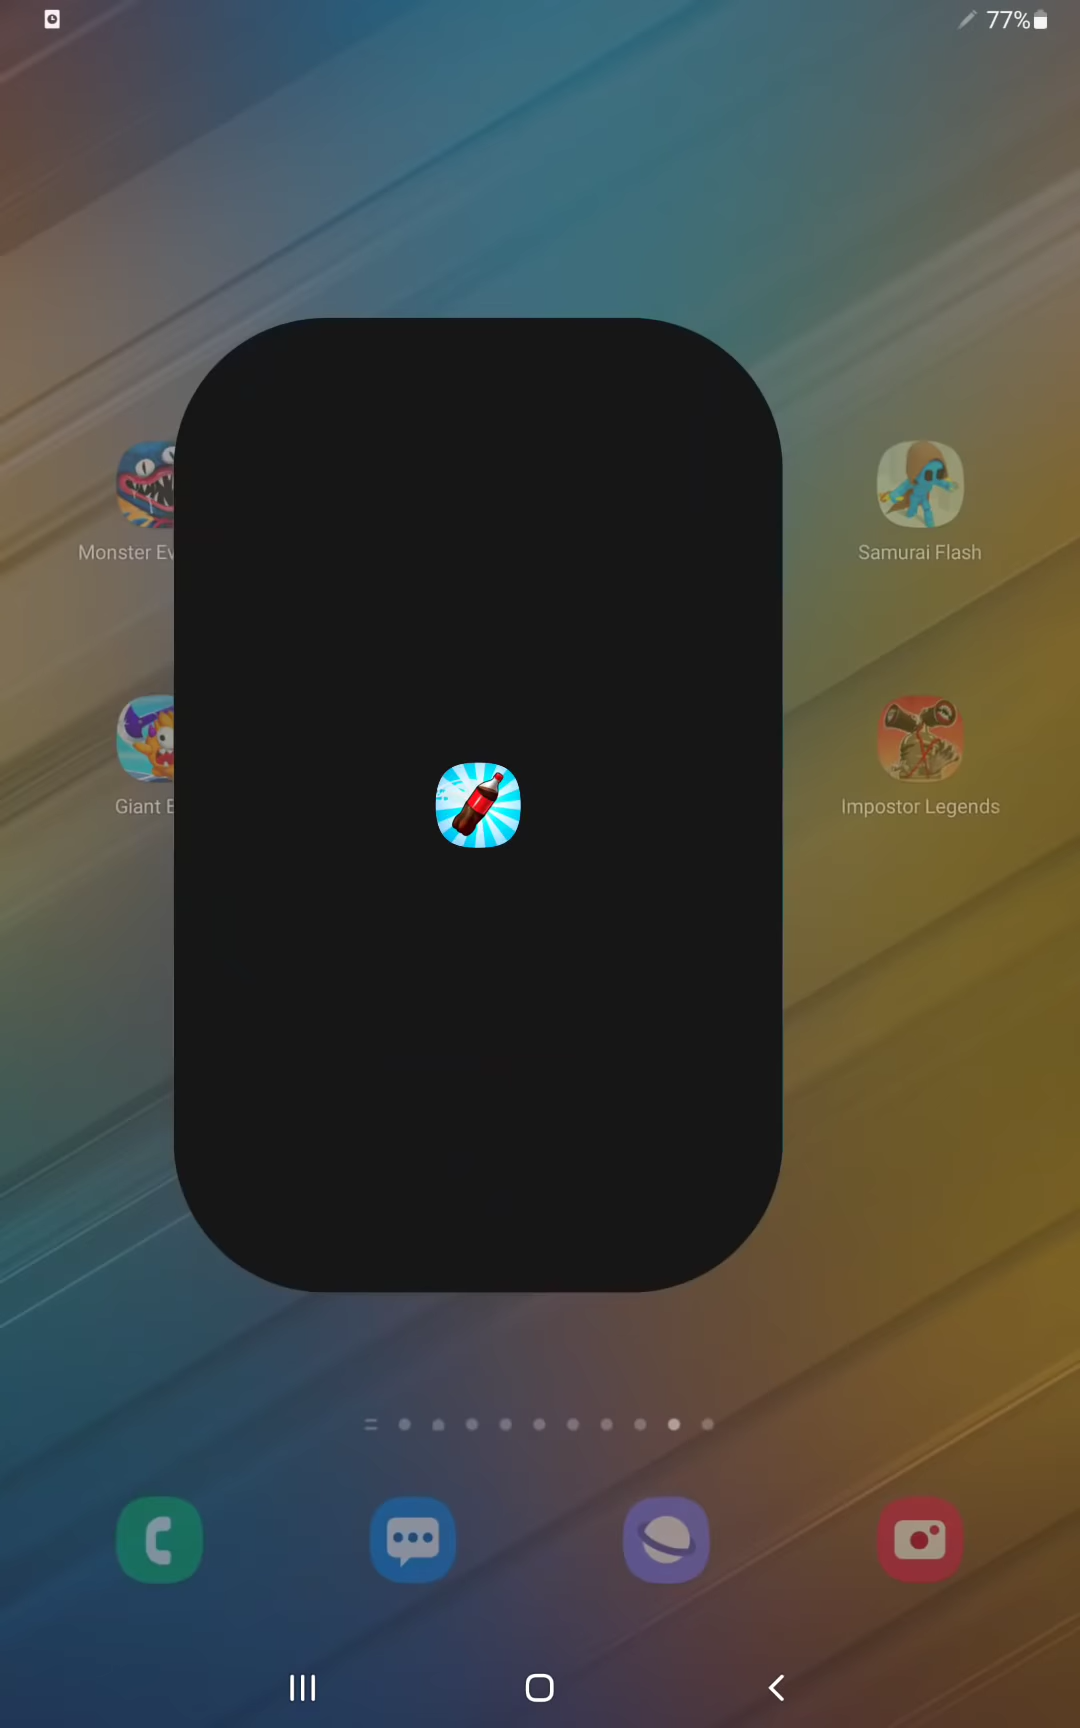 77%
Monster Ev
Samurai Flash
Giant E
Impostor Legends